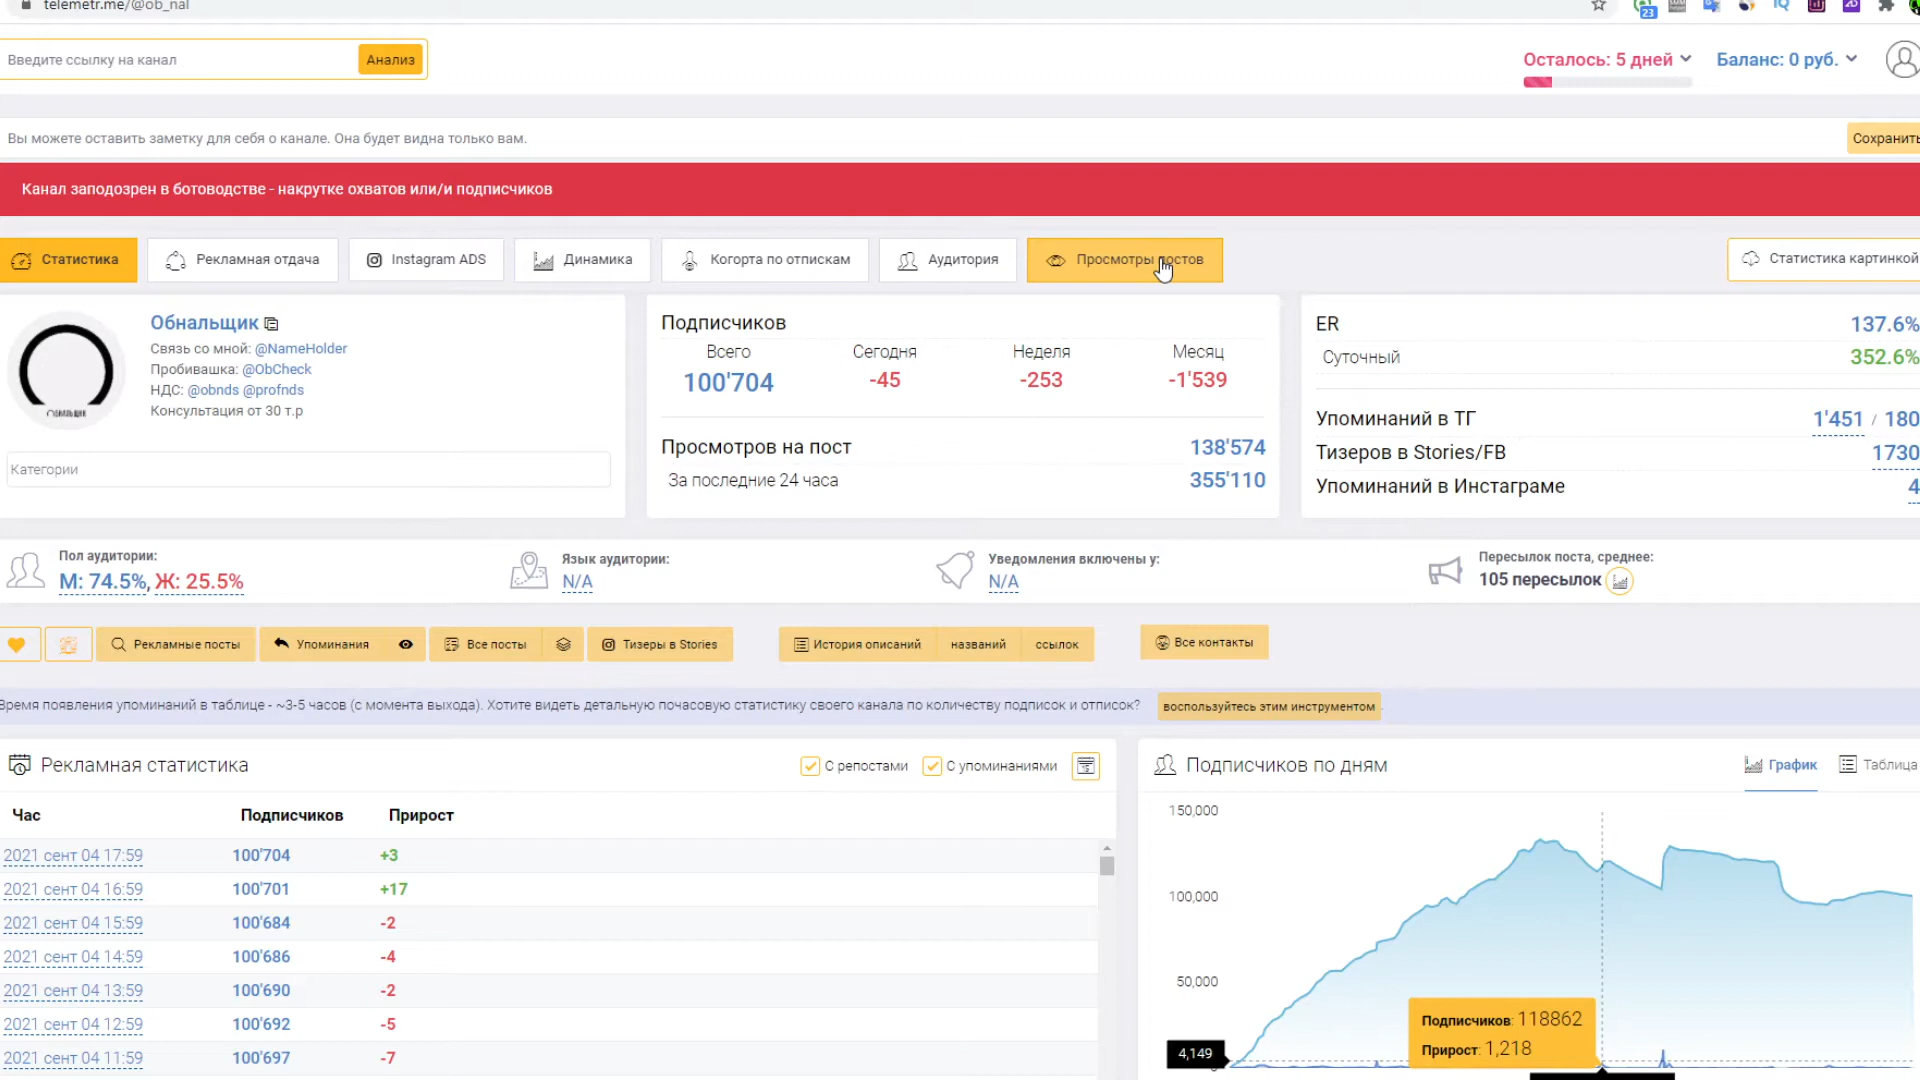 telemetr.me/@ob_nal
23
Введите ссылку на канал
Анализ
Осталось: 5 дней
Баланс: 0 руб.
Вы можете оставить заметку для себя о канале. Она будет видна только вам.
Сохранить
Канал заподозрен в ботоводстве - накрутке охватов или/и подписчиков
Статистика
Рекламная отдача
Instagram ADS
Динамика
Когорта по отпискам
Аудитория
Просмотры постов
Статистика картинкой
Обнальщик
Связь со мной: @NameHolder
Пробивашка: @ObCheck
НДС: @obnds @profnds
Консультация от 30 т.р
ОБНАЛЬЩИК
Категории
Подписчиков
Всего Сегодня Неделя Месяц
100'704 -45 -253 -1'539
Просмотров на пост 138'574
За последние 24 часа 355'110
ER 137.6%
Суточный 352.6%
Упоминаний в ТГ 1'451 / 180
Тизеров в Stories/FB 1730
Упоминаний в Инстаграме 4
Пол аудитории:
М: 74.5%, Ж: 25.5%
Язык аудитории:
N/A
Уведомления включены у:
N/A
Пересылок поста, среднее:
105 пересылок
Рекламные посты
Упоминания
Все посты
Тизеры в Stories
История описаний
названий
ссылок
Все контакты
Время появления упоминаний в таблице - ~3-5 часов (с момента выхода). Хотите видеть детальную почасовую статистику своего канала по количеству подписок и отписок?
воспользуйтесь этим инструментом
Рекламная статистика
С репостами
С упоминаниями
Час Подписчиков Прирост
2021 сент 04 17:59 100'704 +3
2021 сент 04 16:59 100'701 +17
2021 сент 04 15:59 100'684 -2
2021 сент 04 14:59 100'686 -4
2021 сент 04 13:59 100'690 -2
2021 сент 04 12:59 100'692 -5
2021 сент 04 11:59 100'697 -7
Подписчиков по дням
График
Таблица
150,000
100,000
50,000
4,149
Подписчиков: 118862
Прирост: 1,218